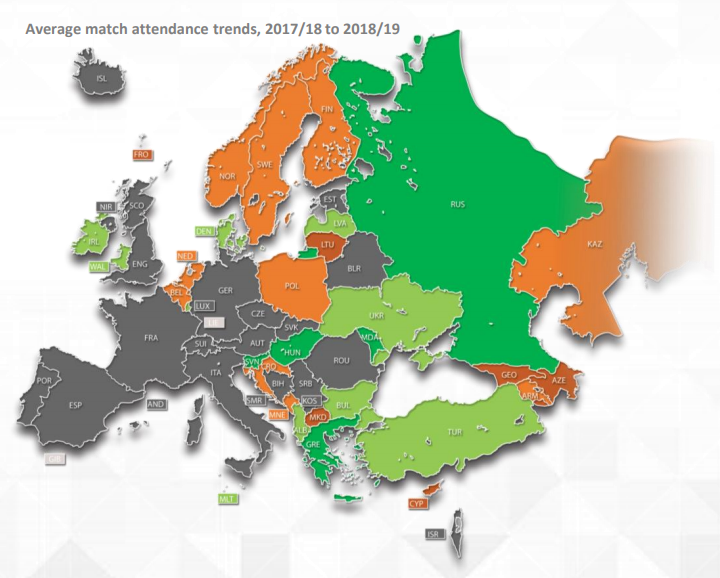 Average match attendance trends, 2017/18 to 2018/19
ISL
FIN
FRO
SWE
NOR
RUS
NIR
SCO
EST
DEN
LVA
IRL
LTU
KAZ
WAL
ENG
NED
BLR
GER
POL
BEL
LUX
CZE
UKR
SVK
FRA
SUI
AUT
HUN
MDA
ITA
SVN
CRO
ROU
GEO
AZE
POR
ESP
BIH
SRB
ARM
AND
SMR
KOS
BUL
MNE
MKD
ALB
TUR
GRE
MLT
CYP
ISR